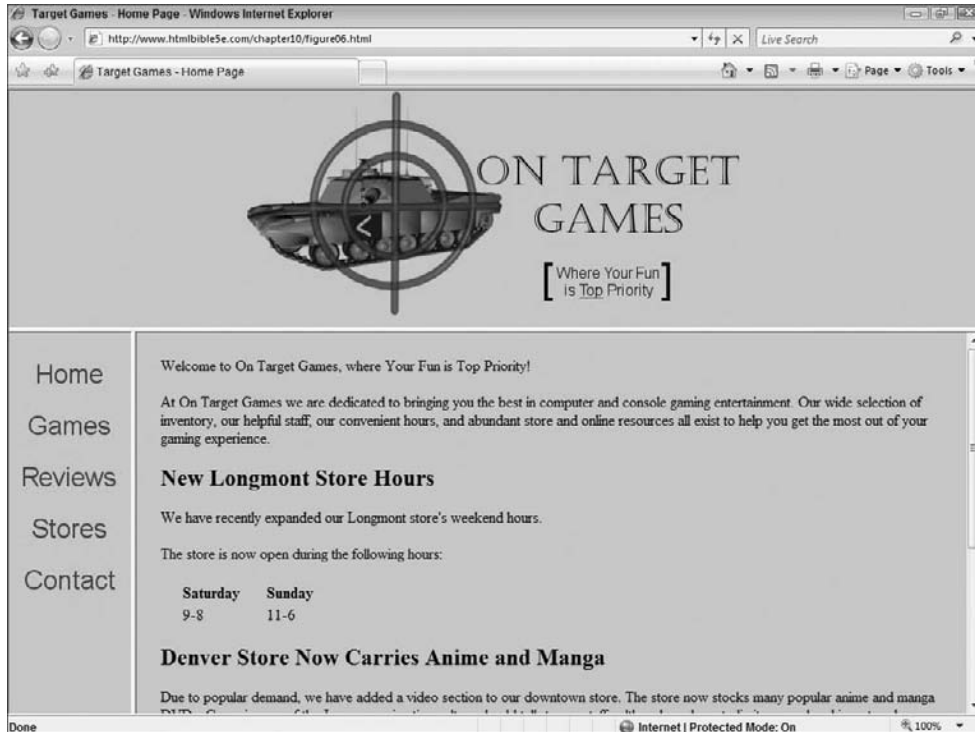 Target Games - Home Page - Windows Internet Explorer
http://www.htmlbible5e.com/chapter10/figure06.html
Live Search
Target Games - Home Page
Page
Tools
ON TARGET
GAMES
[Where Your Fun
is Top Priority]
Home
Games
Reviews
Stores
Contact
Welcome to On Target Games, where Your Fun is Top Priority!
At On Target Games we are dedicated to bringing you the best in computer and console gaming entertainment. Our wide selection of
inventory, our helpful staff, our convenient hours, and abundant store and online resources all exist to help you get the most out of your
gaming experience.
New Longmont Store Hours
We have recently expanded our Longmont store's weekend hours.
The store is now open during the following hours:
Saturday Sunday
9-8 11-6
Denver Store Now Carries Anime and Manga
Due to popular demand, we have added a video section to our downtown store. The store now stocks many popular anime and manga
Done
Internet | Protected Mode: On
100%